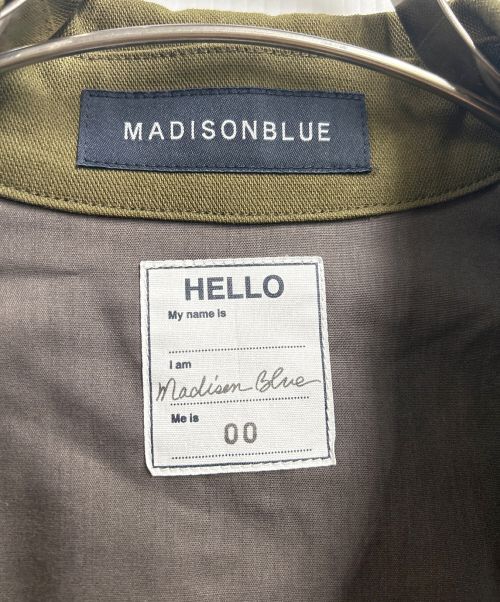 MADISONBLUE
HELLO
My name is
I am
Madison Blue
Me is
00